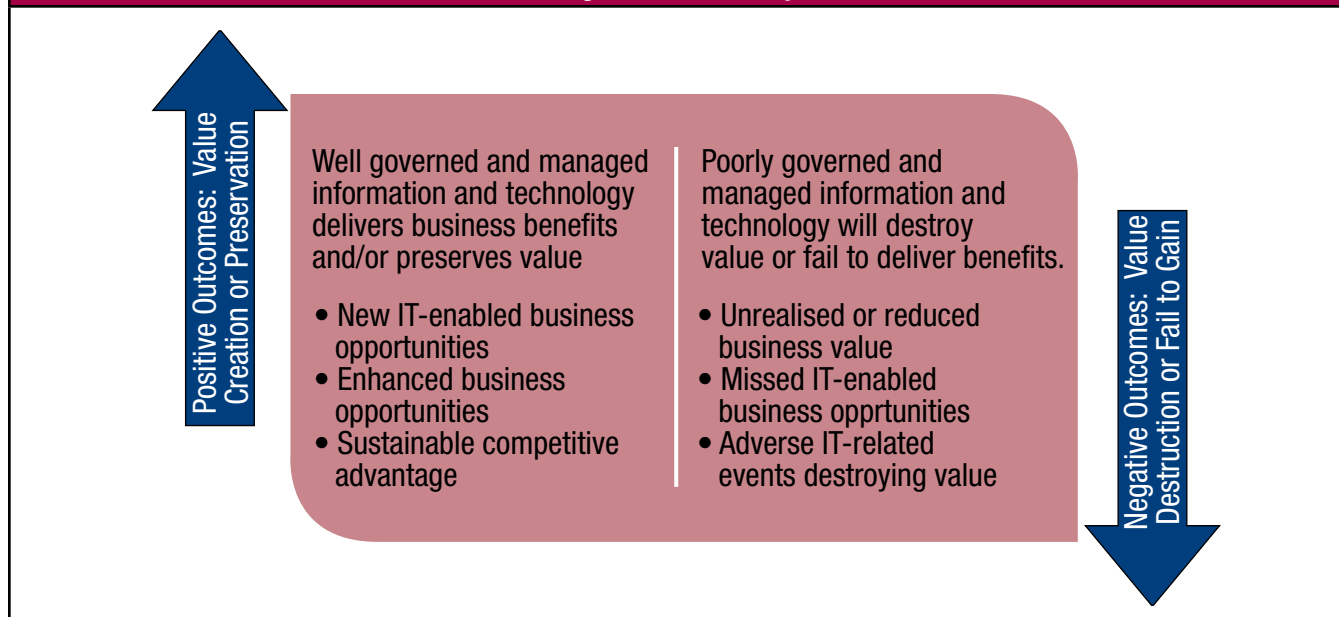 Positive Outcomes: Value
Creation or Preservation
Well governed and managed
information and technology
delivers business benefits
and/or preserves value
• New IT-enabled business
opportunities
• Enhanced business
opportunities
• Sustainable competitive
advantage
Poorly governed and
managed information and
technology will destroy
value or fail to deliver benefits.
• Unrealised or reduced
business value
• Missed IT-enabled
business opprtunities
• Adverse IT-related
events destroying value
Negative Outcomes: Value
Destruction or Fail to Gain